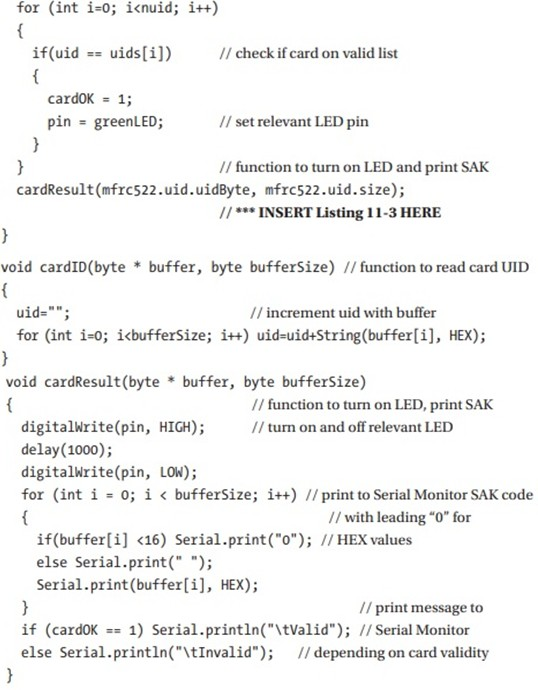 for (int i=0; i<nuid; i++)
{
if(uid == uids[i]) // check if card on valid list
{
cardOK = 1;
pin = greenLED; // set relevant LED pin
}
} // function to turn on LED and print SAK
cardResult(mfrc522.uid.uidByte, mfrc522.uid.size);
// *** INSERT Listing 11-3 HERE
}
void cardID(byte * buffer, byte bufferSize) // function to read card UID
{
uid=""; // increment uid with buffer
for (int i=0; i<bufferSize; i++) uid=uid+String(buffer[i], HEX);
}
void cardResult(byte * buffer, byte bufferSize)
{ // function to turn on LED, print SAK
digitalWrite(pin, HIGH); // turn on and off relevant LED
delay(1000);
digitalWrite(pin, LOW);
for (int i = 0; i < bufferSize; i++) // print to Serial Monitor SAK code
{ // with leading “0” for
if(buffer[i] <16) Serial.print("0"); // HEX values
else Serial.print(" ");
Serial.print(buffer[i], HEX);
} // print message to
if (cardOK == 1) Serial.println("\tValid"); // Serial Monitor
else Serial.println("\tInvalid"); // depending on card validity
}